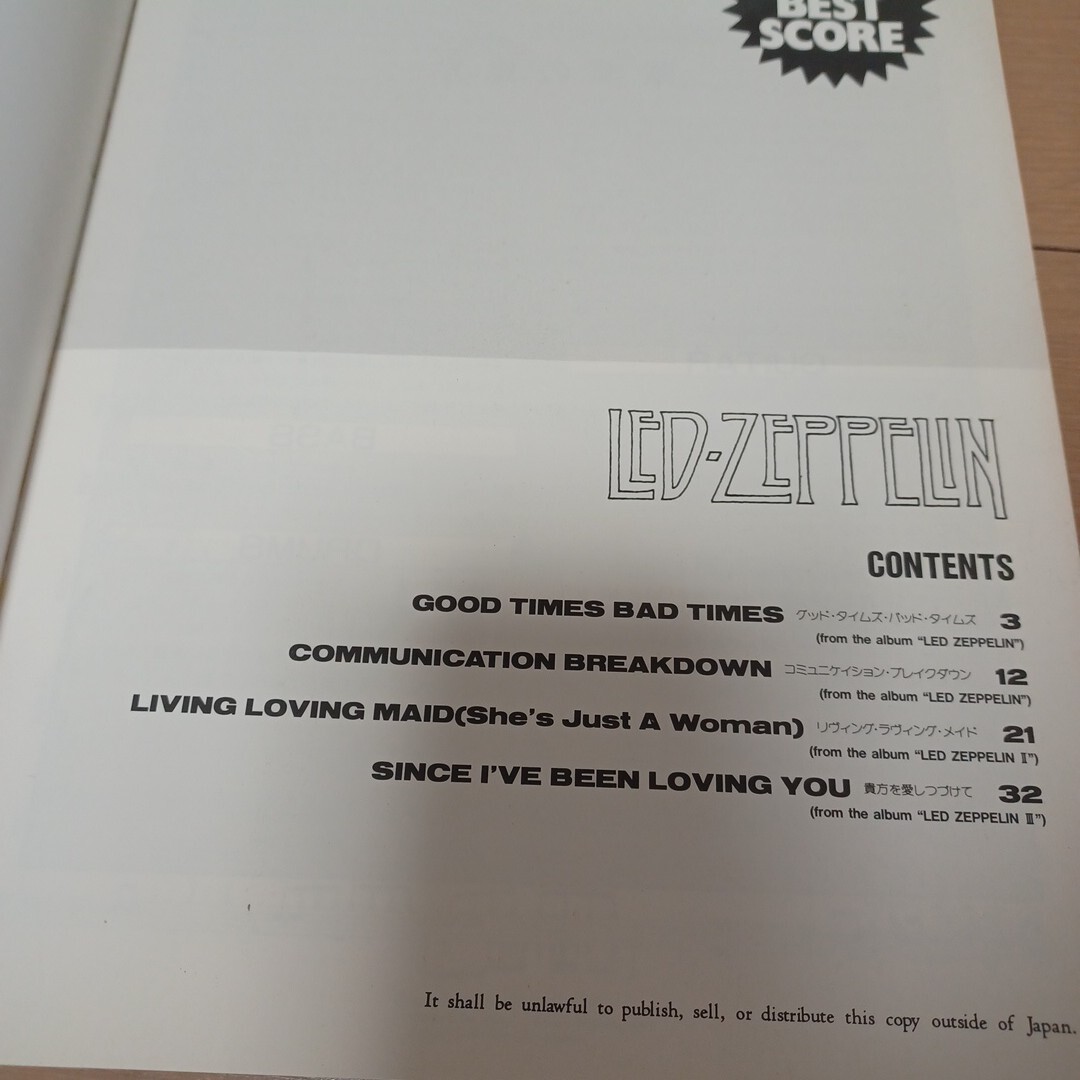 BEST
SCORE
LED-ZEPPELIN
CONTENTS
GOOD TIMES BAD TIMES グッド・タイムズ・バッド・タイムズ 3
(from the album “LED ZEPPELIN”)
COMMUNICATION BREAKDOWN コミュニケイション・ブレイクダウン 12
(from the album “LED ZEPPELIN”)
LIVING LOVING MAID(She's Just A Woman) リヴィング・ラヴィング・メイド 21
(from the album “LED ZEPPELIN Ⅱ”)
SINCE I'VE BEEN LOVING YOU 貴方を愛しつづけて 32
(from the album “LED ZEPPELIN Ⅲ”)
It shall be unlawful to publish, sell, or distribute this copy outside of Japan.